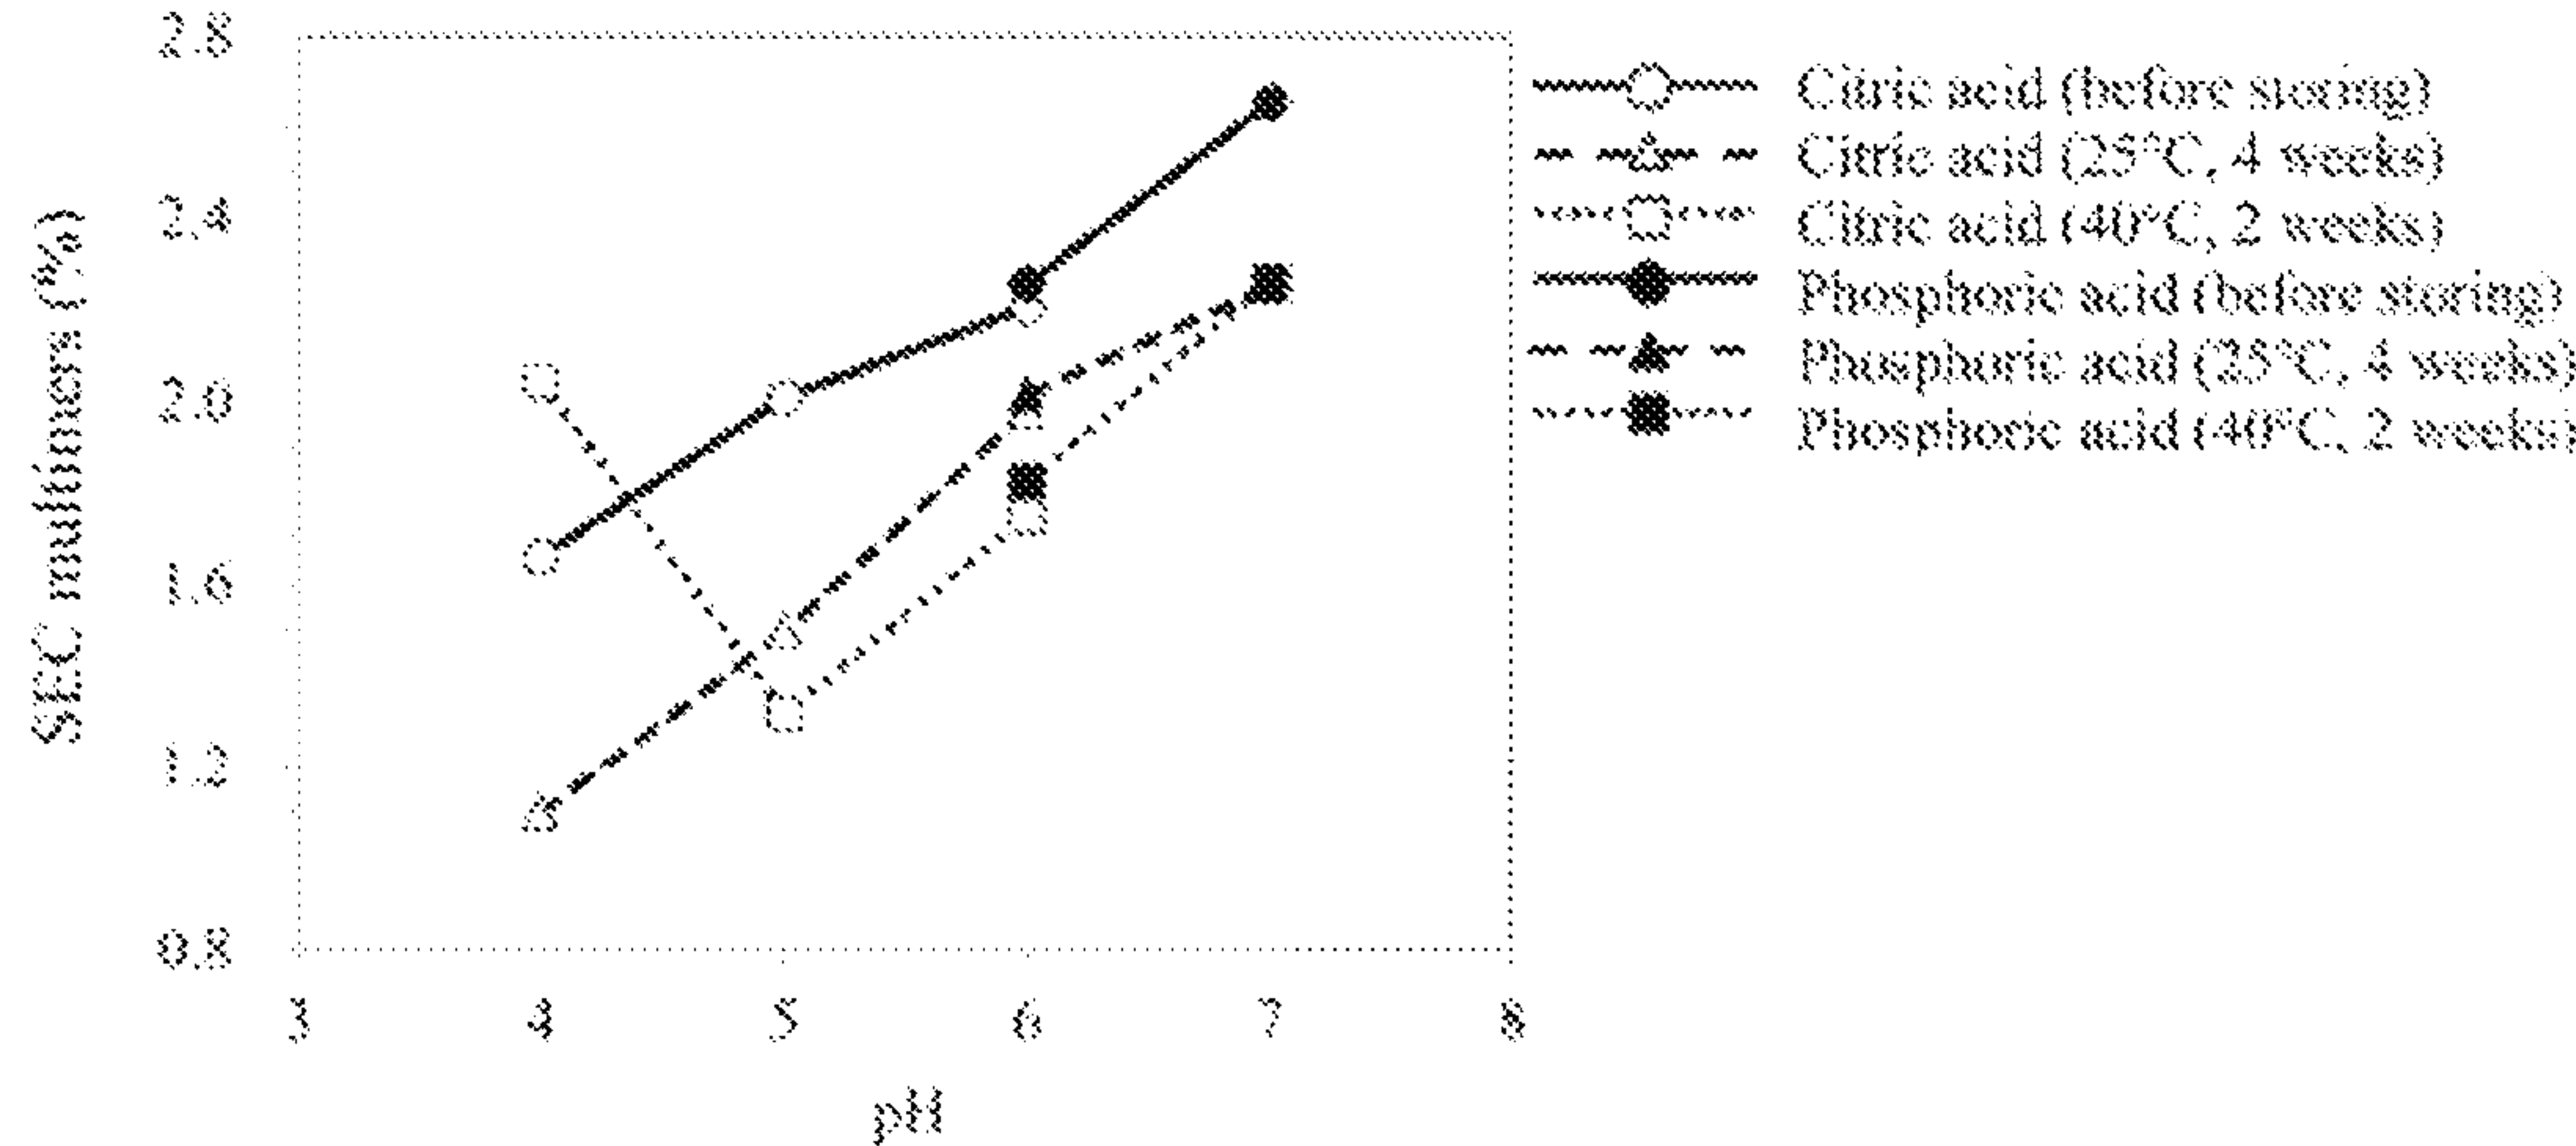 SEC multimers (%)
2.8
2.4
2.0
1.6
1.2
0.8
3 4 5 6 7 8
pH
Citric acid (before storing)
Citric acid (25°C, 4 weeks)
Citric acid (40°C, 2 weeks)
Phosphoric acid (before storing)
Phosphoric acid (25°C, 4 weeks)
Phosphoric acid (40°C, 2 weeks)